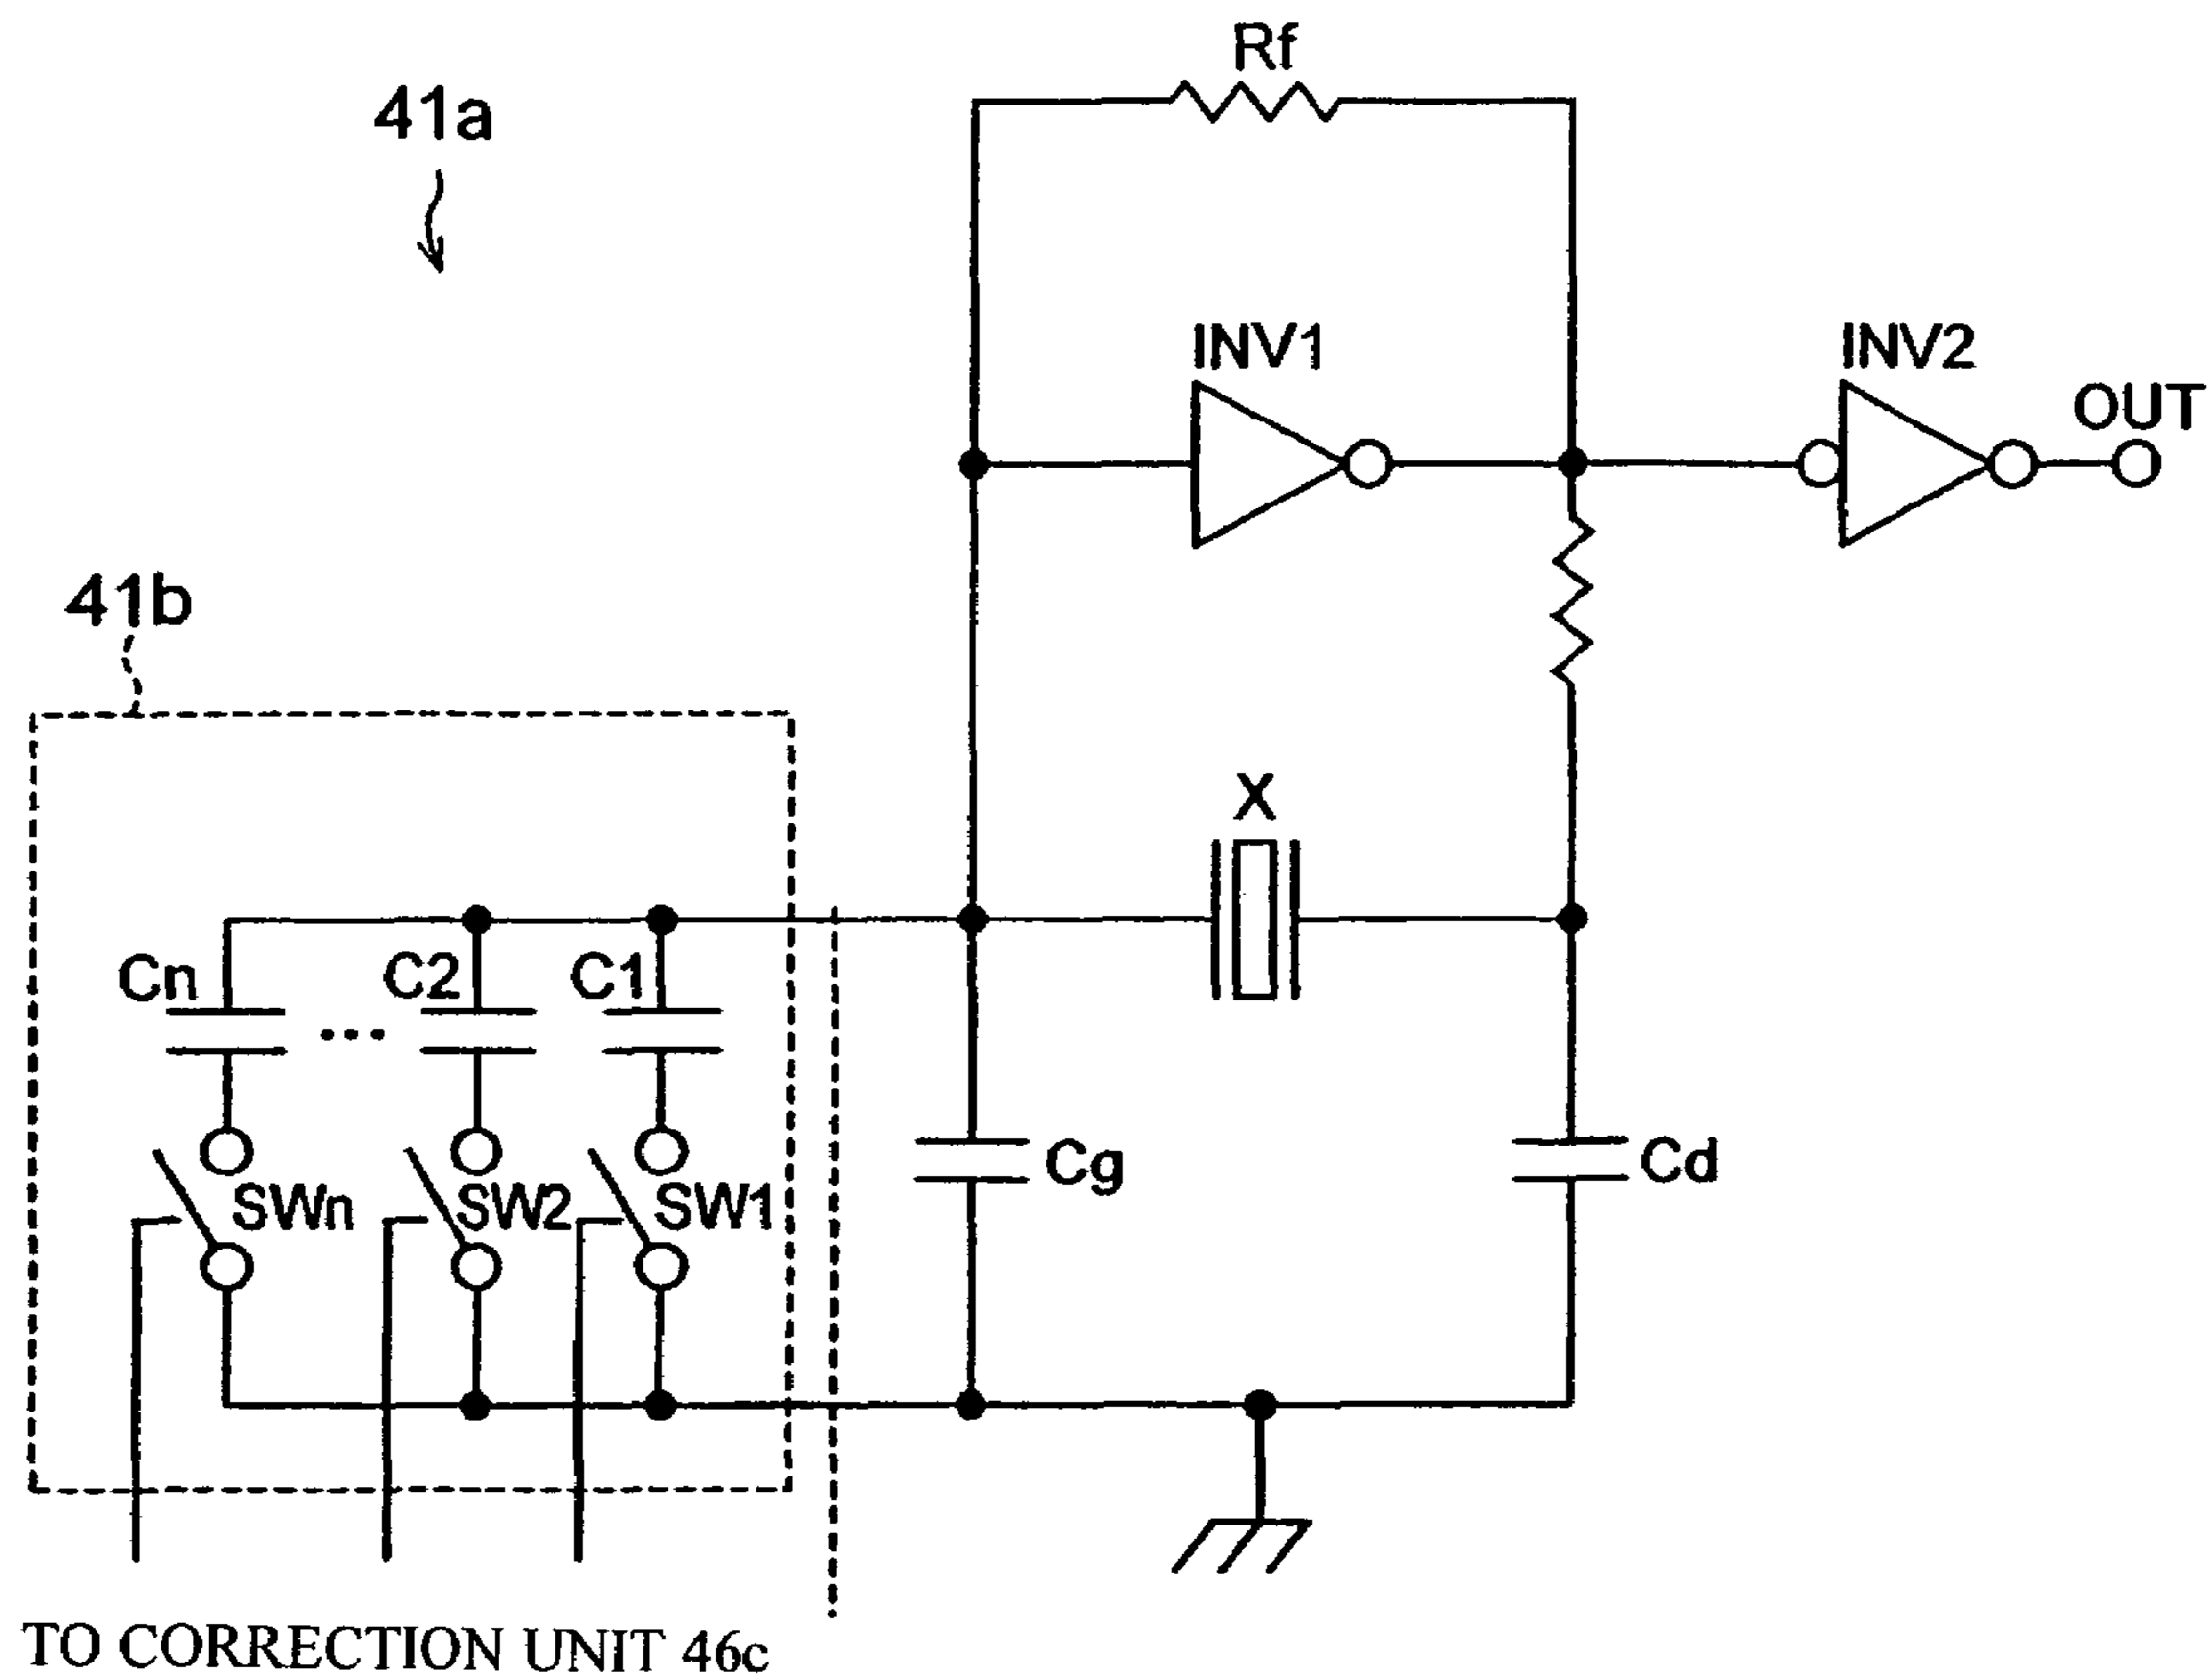 Rf
41a
INV1
INV2
OUT
41b
X
Cn
C2
C1
Cg
Cd
SWn
SW2
SW1
TO CORRECTION UNIT 46c